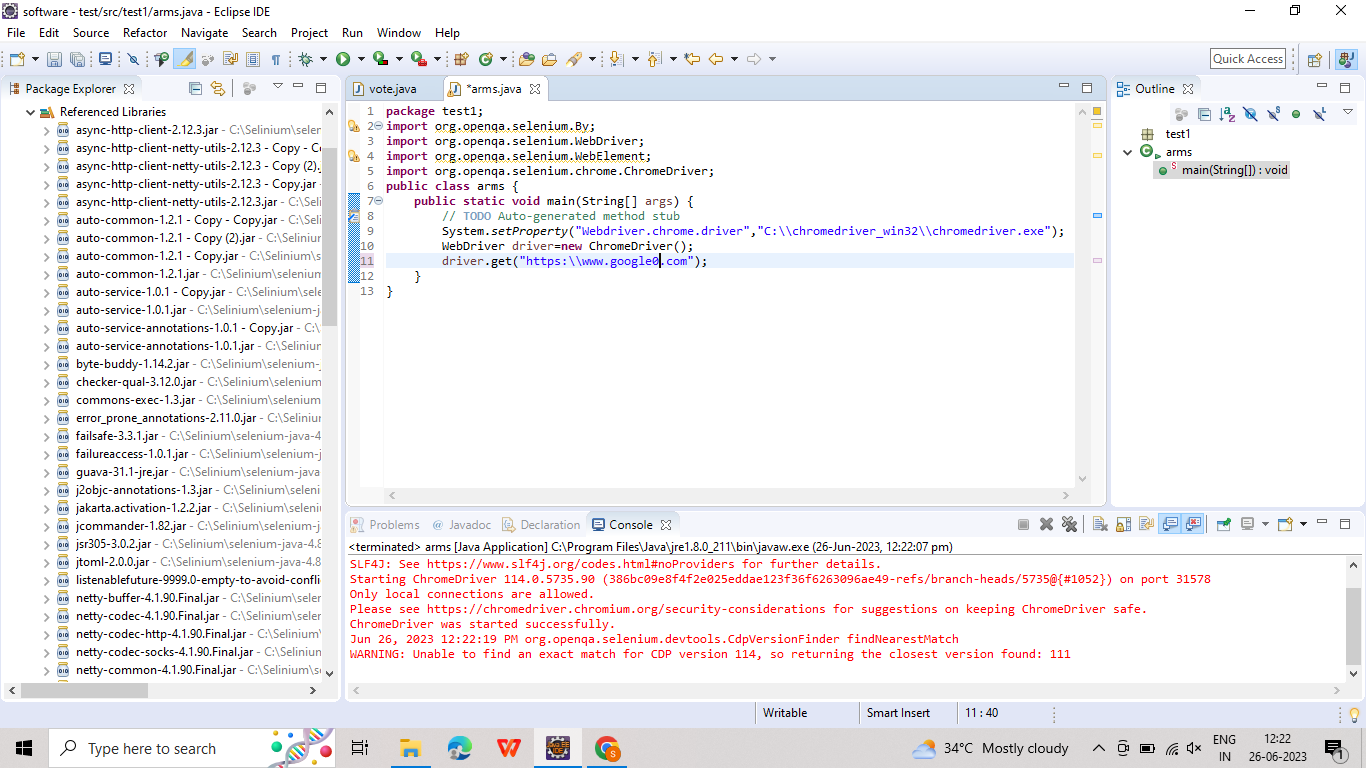 software - test/src/test1/arms.java - Eclipse IDE
File Edit Source Refactor Navigate Search Project Run Window Help
Quick Access
Package Explorer
Referenced Libraries
async-http-client-2.12.3.jar - C:\Selinium\seler
async-http-client-netty-utils-2.12.3 - Copy - C
async-http-client-netty-utils-2.12.3 - Copy (2).
async-http-client-netty-utils-2.12.3 - Copy.jar
async-http-client-netty-utils-2.12.3.jar - C:\Seli
auto-common-1.2.1 - Copy - Copy.jar - C:\Selin
auto-common-1.2.1 - Copy (2).jar - C:\Selinium
auto-common-1.2.1 - Copy.jar - C:\Selinium\se
auto-common-1.2.1.jar - C:\Selinium\selenium
auto-service-1.0.1 - Copy.jar - C:\Selinium\sele
auto-service-1.0.1.jar - C:\Selinium\selenium-j
auto-service-annotations-1.0.1 - Copy.jar - C:
auto-service-annotations-1.0.1.jar - C:\Seliniun
byte-buddy-1.14.2.jar - C:\Selinium\selenium-
checker-qual-3.12.0.jar - C:\Selinium\selenium
commons-exec-1.3.jar - C:\Selinium\selenium
error_prone_annotations-2.11.0.jar - C:\Seliniur
failsafe-3.3.1.jar - C:\Selinium\selenium-java-4
failureaccess-1.0.1.jar - C:\Selinium\selenium-
guava-31.1-jre.jar - C:\Selinium\selenium-java
j2objc-annotations-1.3.jar - C:\Selinium\seleni
jakarta.activation-1.2.2.jar - C:\Selinium\seleni
jcommander-1.82.jar - C:\Selinium\selenium-j
jsr305-3.0.2.jar - C:\Selinium\selenium-java-4.8
jtoml-2.0.0.jar - C:\Selinium\selenium-java-4.8
listenablefuture-9999.0-empty-to-avoid-confli
netty-buffer-4.1.90.Final.jar - C:\Selinium\sele
netty-codec-4.1.90.Final.jar - C:\Selinium\seler
netty-codec-http-4.1.90.Final.jar - C:\Selinium
netty-codec-socks-4.1.90.Final.jar - C:\Seliniun
netty-common-4.1.90.Final.jar - C:\Selinium\s
vote.java *arms.java
1 package test1;
2 import org.openqa.selenium.By;
3 import org.openqa.selenium.WebDriver;
4 import org.openqa.selenium.WebElement;
5 import org.openqa.selenium.chrome.ChromeDriver;
6 public class arms {
7 public static void main(String[] args) {
8 // TODO Auto-generated method stub
9 System.setProperty("Webdriver.chrome.driver","C:\\chromedriver_win32\\chromedriver.exe");
10 WebDriver driver=new ChromeDriver();
11 driver.get("https:\\www.google0.com");
12 }
13 }
Outline
test1
arms
main(String[]) : void
Problems @ Javadoc Declaration Console
<terminated> arms [Java Application] C:\Program Files\Java\jre1.8.0_211\bin\javaw.exe (26-Jun-2023, 12:22:07 pm)
SLF4J: See https://www.slf4j.org/codes.html#noProviders for further details.
Starting ChromeDriver 114.0.5735.90 (386bc09e8f4f2e025eddae123f36f6263096ae49-refs/branch-heads/5735@{#1052}) on port 31578
Only local connections are allowed.
Please see https://chromedriver.chromium.org/security-considerations for suggestions on keeping ChromeDriver safe.
ChromeDriver was started successfully.
Jun 26, 2023 12:22:19 PM org.openqa.selenium.devtools.CdpVersionFinder findNearestMatch
WARNING: Unable to find an exact match for CDP version 114, so returning the closest version found: 111
Writable Smart Insert 11 : 40
Type here to search
34°C Mostly cloudy
ENG
IN
12:22
26-06-2023
1